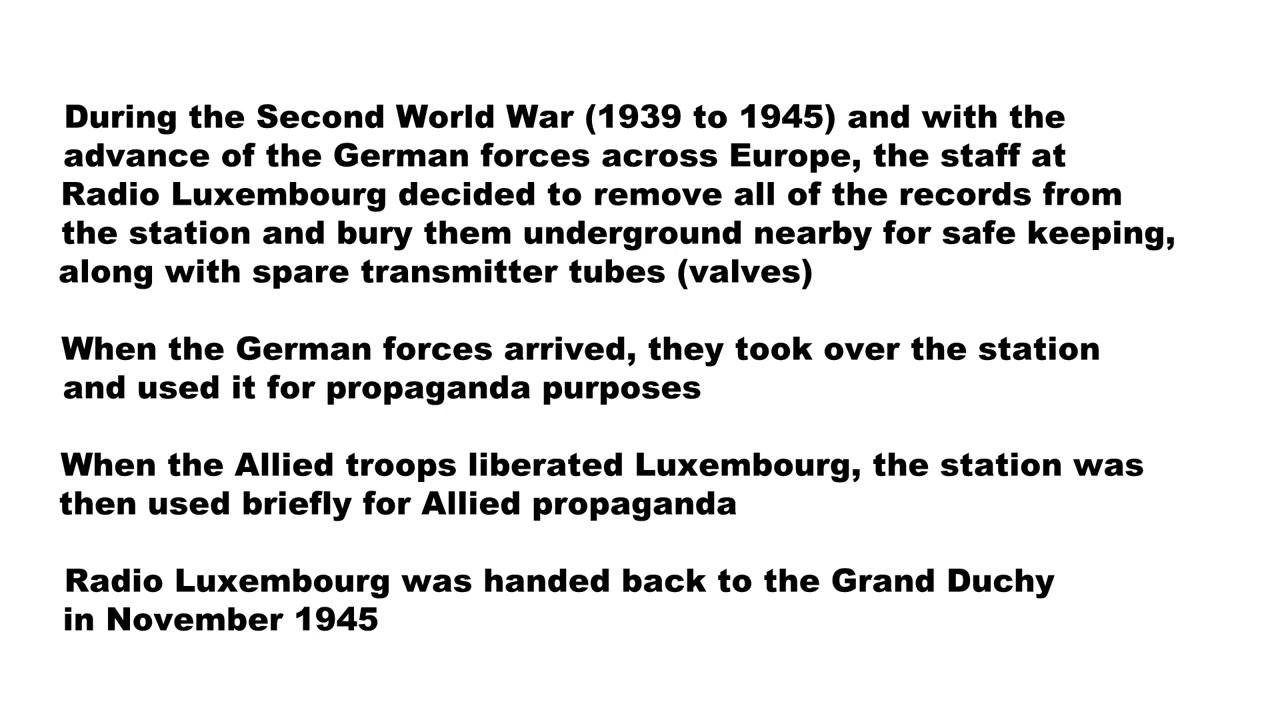 During the Second World War (1939 to 1945) and with the
advance of the German forces across Europe, the staff at
Radio Luxembourg decided to remove all of the records from
the station and bury them underground nearby for safe keeping,
along with spare transmitter tubes (valves)
When the German forces arrived, they took over the station
and used it for propaganda purposes
When the Allied troops liberated Luxembourg, the station was
then used briefly for Allied propaganda
Radio Luxembourg was handed back to the Grand Duchy
in November 1945